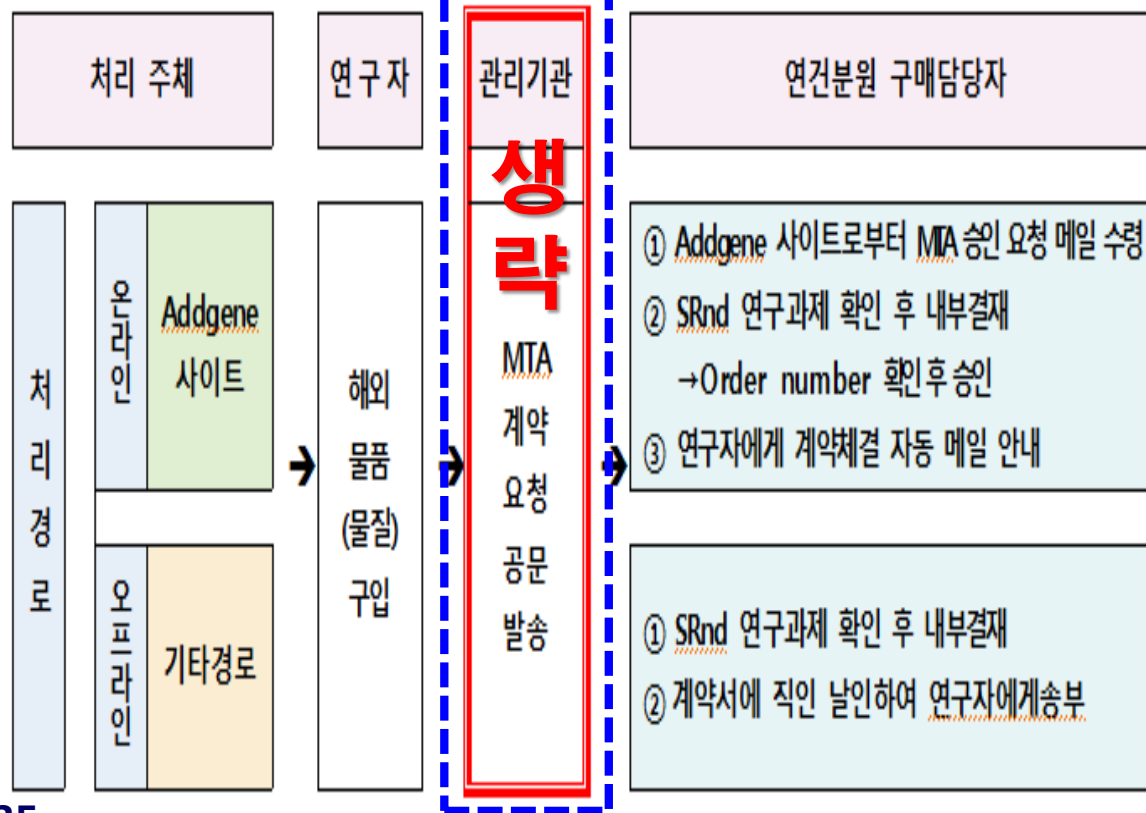 처리 주체
연구자
관리기관
연건분원 구매담당자
생
략
처
리
경
로
온
라
인
Addgene
사이트
오
프
라
인
기타경로
해외
물품
(물질)
구입
MTA
계약
요청
공문
발송
① Addgene 사이트로부터 MTA 승인 요청 메일 수령
② SRnd 연구과제 확인 후 내부결재
→Order number 확인 후 승인
③ 연구자에게 계약체결 자동 메일 안내
① SRnd 연구과제 확인 후 내부결재
② 계약서에 직인 날인하여 연구자에게송부